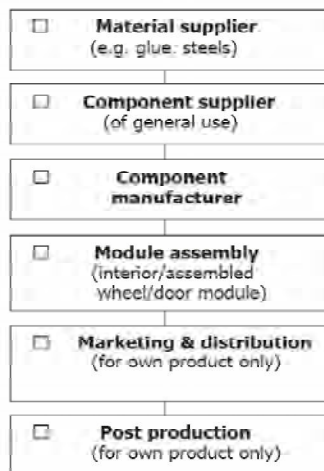 ☐ Material supplier
(e.g. glue, steels)
☐ Component supplier
(of general use)
☐ Component
manufacturer
☐ Module assembly
(interior/assembled
wheel/door module)
☐ Marketing & distribution
(for own product only)
☐ Post production
(for own product only)